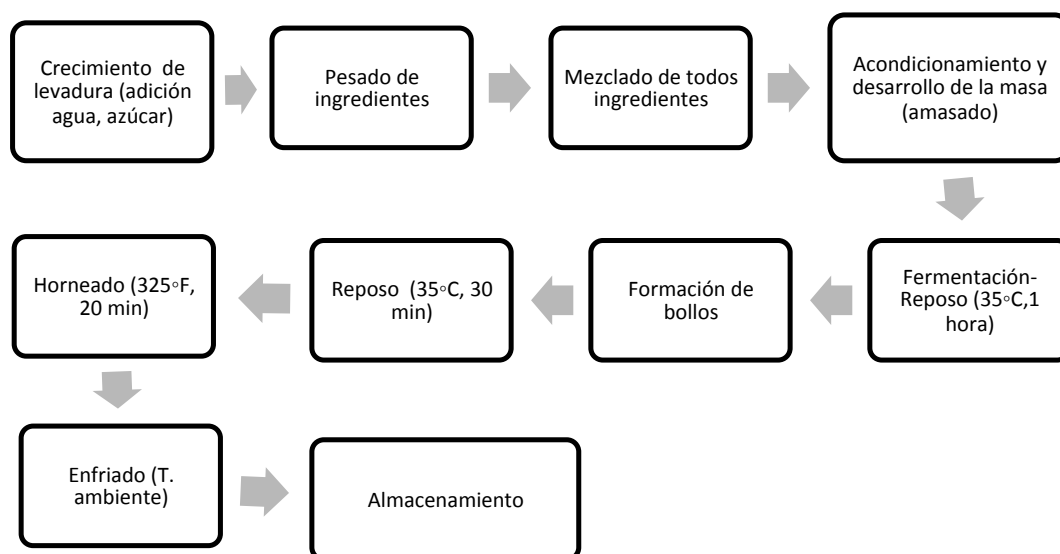 Crecimiento de
levadura (adición
agua, azúcar)
Pesado de
ingredientes
Mezclado de todos
ingredientes
Acondicionamiento y
desarrollo de la masa
(amasado)
Fermentación-
Reposo (35◦C,1
hora)
Formación de
bollos
Reposo (35◦C, 30
min)
Horneado (325◦F,
20 min)
Enfriado (T.
ambiente)
Almacenamiento